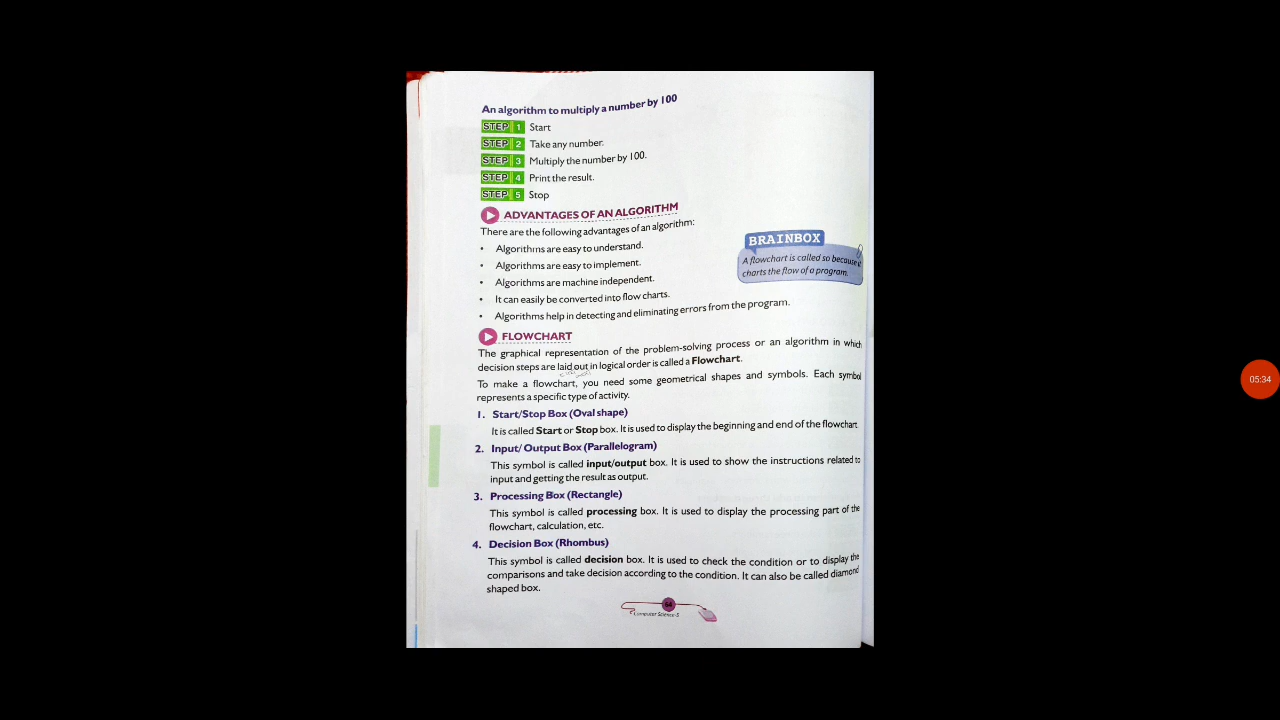 An algorithm to multiply a number by 100
STEP 1 Start
STEP 2 Take any number.
STEP 3 Multiply the number by 100.
STEP 4 Print the result.
STEP 5 Stop
ADVANTAGES OF AN ALGORITHM
There are the following advantages of an algorithm:
• Algorithms are easy to understand.
• Algorithms are easy to implement.
• Algorithms are machine independent.
• It can easily be converted into flow charts.
• Algorithms help in detecting and eliminating errors from the program.
BRAINBOX
A flowchart is called so because it
charts the flow of a program.
FLOWCHART
The graphical representation of the problem-solving process or an algorithm in which
decision steps are laid out in logical order is called a Flowchart.
To make a flowchart, you need some geometrical shapes and symbols. Each symbol
represents a specific type of activity.
1. Start/Stop Box (Oval shape)
It is called Start or Stop box. It is used to display the beginning and end of the flowchart
2. Input/ Output Box (Parallelogram)
This symbol is called input/output box. It is used to show the instructions related to
input and getting the result as output.
3. Processing Box (Rectangle)
This symbol is called processing box. It is used to display the processing part of the
flowchart, calculation, etc.
4. Decision Box (Rhombus)
This symbol is called decision box. It is used to check the condition or to display the
comparisons and take decision according to the condition. It can also be called diamond
shaped box.
64
Computer Science-5
05:34